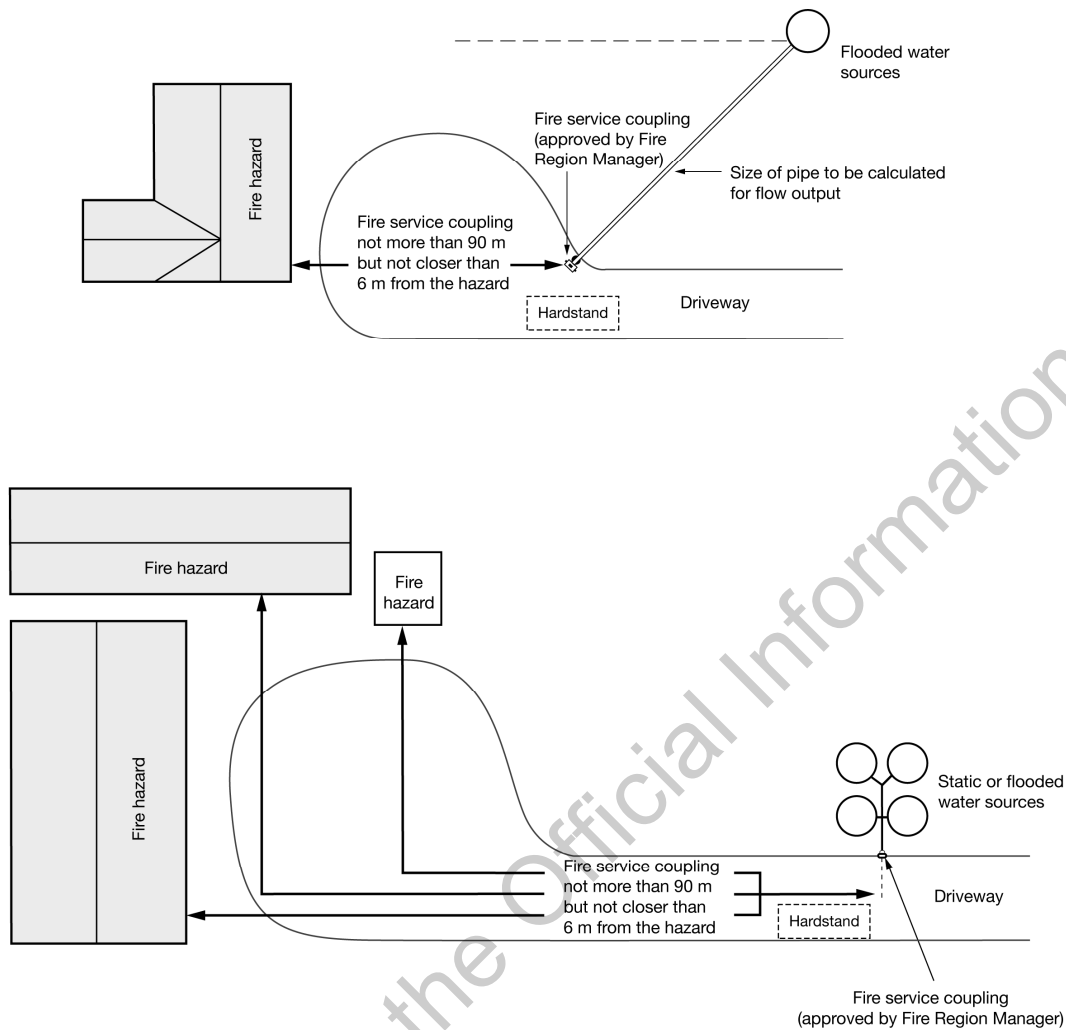 Flooded water
sources
Fire service coupling
(approved by Fire
Region Manager)
Size of pipe to be calculated
for flow output
Fire hazard
Fire service coupling
not more than 90 m
but not closer than
6 m from the hazard
Hardstand
Driveway
Fire hazard
Fire
hazard
Fire hazard
Static or flooded
water sources
Fire service coupling
not more than 90 m
but not closer than
6 m from the hazard
Hardstand
Driveway
Fire service coupling
(approved by Fire Region Manager)
the Official Information